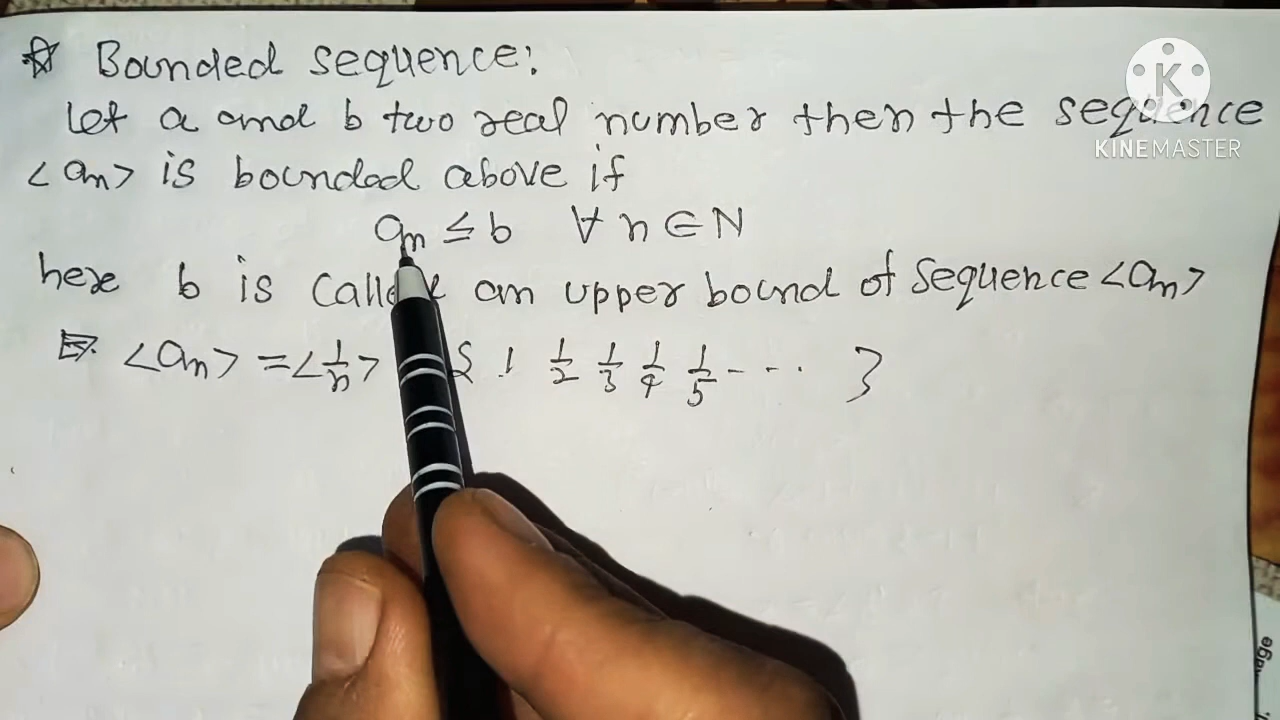 ☆ Bounded sequence:
K
KINEMASTER
Let a and b two real number then the sequence
<an> is bounded above if
an ≤ b ∀ n ∈ N
here b is called an upper bound of sequence <an>
<an> = <1/n> { 1 1/2 1/3 1/4 1/5 - - - - - }